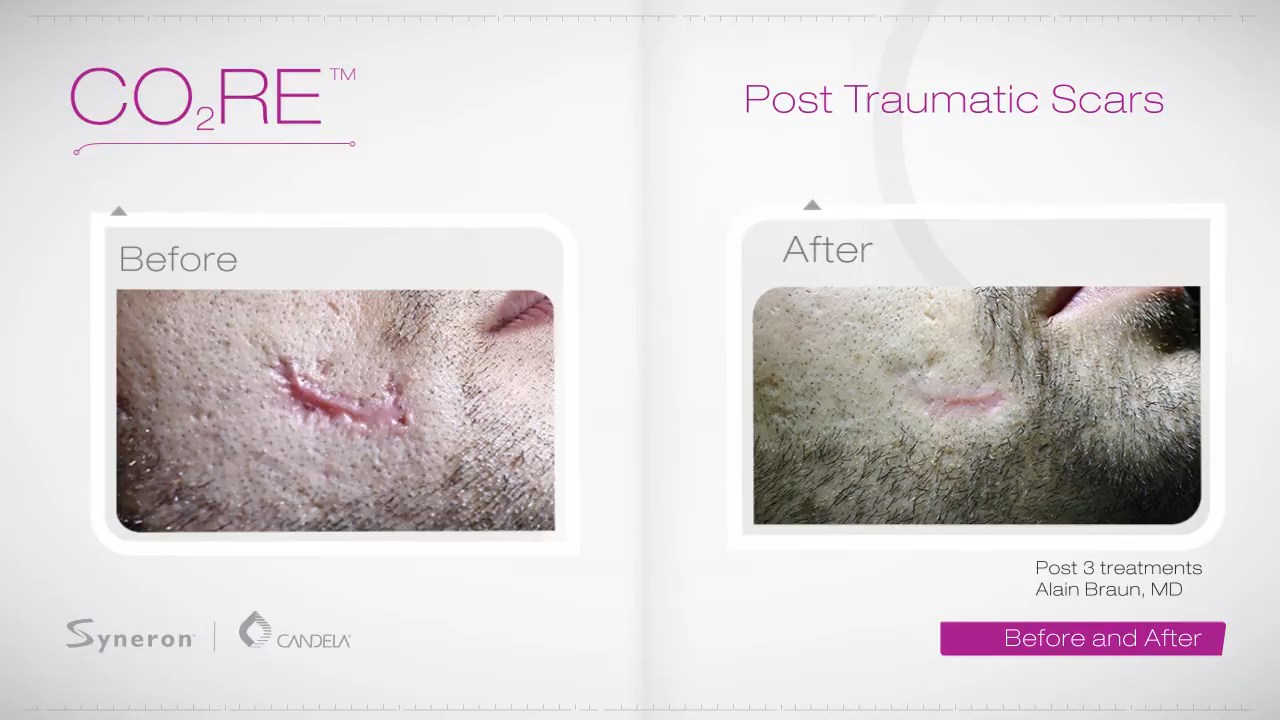 CO₂RE™
Post Traumatic Scars
Before
After
Post 3 treatments
Alain Braun, MD
Syneron
CANDELA
Before and After